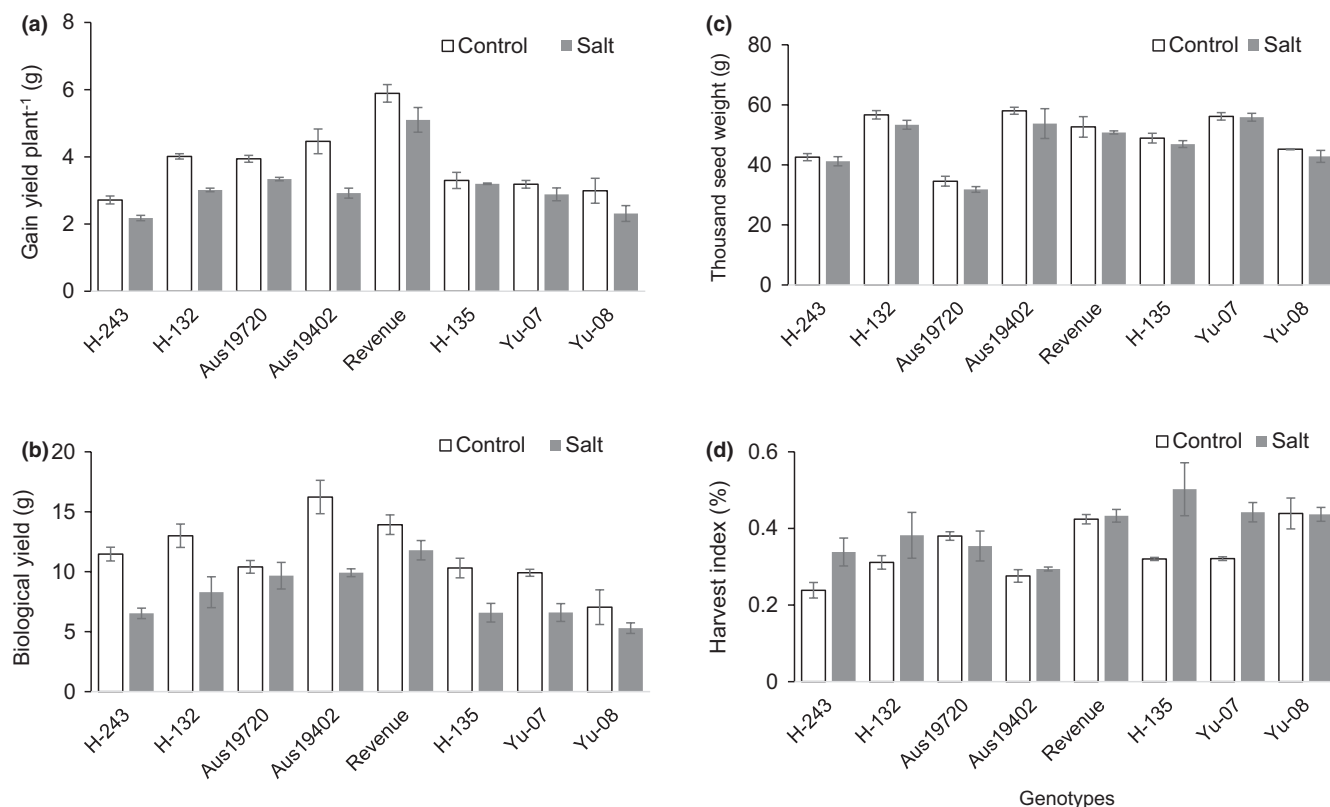 (a)
Gain yield plant-1 (g)
8
6
4
2
0
Control Salt
H-243 H-132 Aus19720 Aus19402 Revenue H-135 Yu-07 Yu-08
(c)
Thousand seed weight (g)
80
60
40
20
0
Control Salt
H-243 H-132 Aus19720 Aus19402 Revenue H-135 Yu-07 Yu-08
(b)
Biological yield (g)
20
15
10
5
0
Control Salt
H-243 H-132 Aus19720 Aus19402 Revenue H-135 Yu-07 Yu-08
(d)
Harvest index (%)
0.6
0.4
0.2
0
Control Salt
H-243 H-132 Aus19720 Aus19402 Revenue H-135 Yu-07 Yu-08
Genotypes